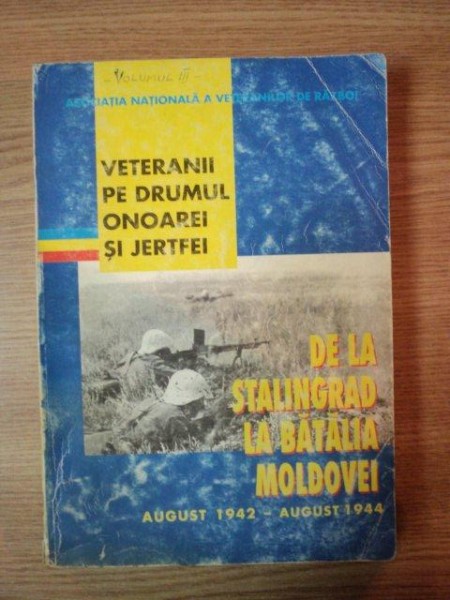 - VOLUMUL III -
ASOCIAȚIA NAȚIONALĂ A VETERANILOR DE RĂZBOI
VETERANII
PE DRUMUL
ONOAREI
ȘI JERTFEI
DE LA
STALINGRAD
LA BĂTĂLIA
MOLDOVEI
AUGUST 1942 - AUGUST 1944